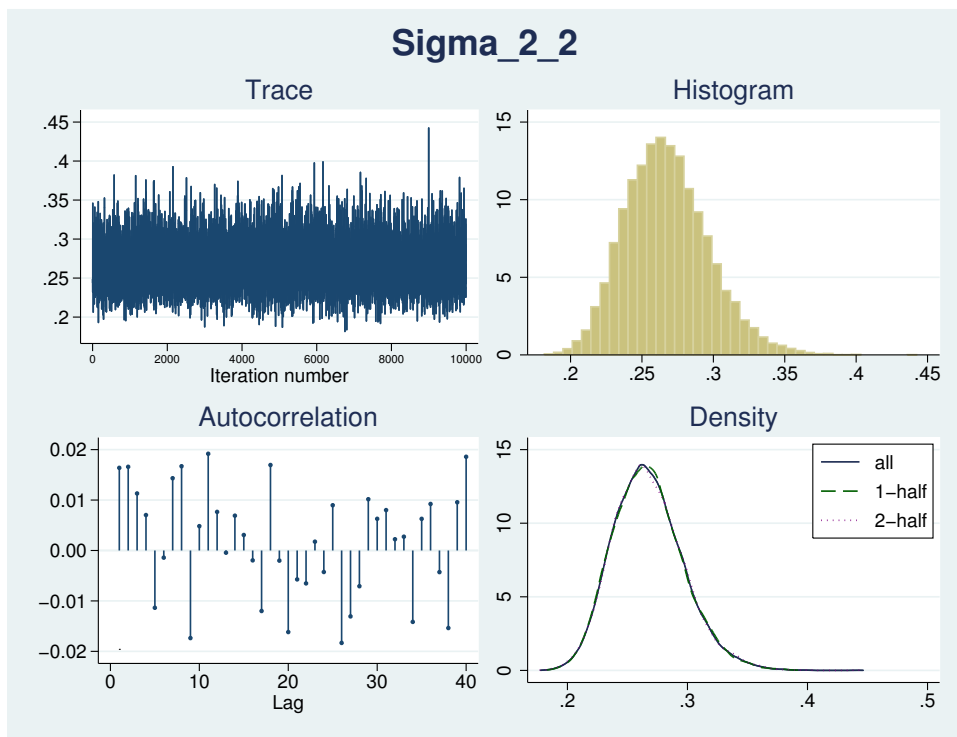 Sigma_2_2
Trace
.45
.4
.35
.3
.25
.2
0 2000 4000 6000 8000 10000
Iteration number
Histogram
15
10
5
0
.2 .25 .3 .35 .4 .45
Autocorrelation
0.02
0.01
0.00
−0.01
−0.02
0 10 20 30 40
Lag
Density
15
10
5
0
.2 .3 .4 .5
all
1−half
2−half